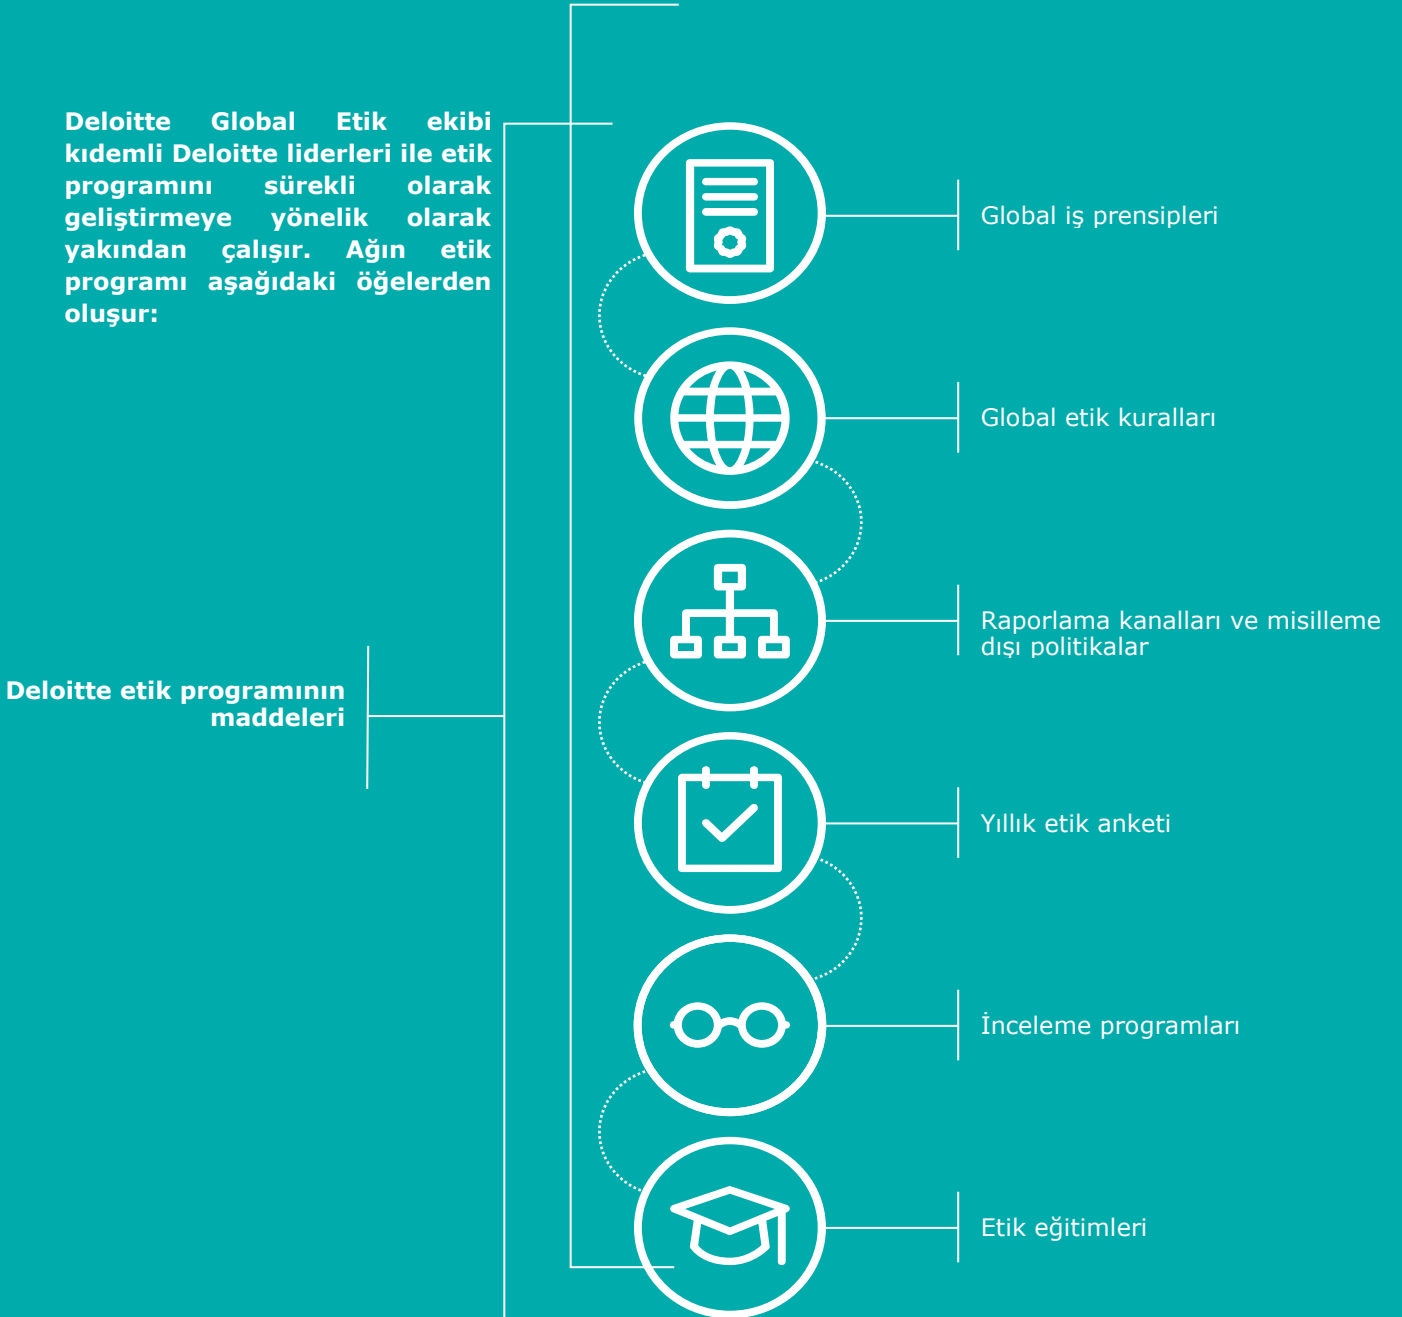 Deloitte Global Etik ekibi
kıdemli Deloitte liderleri ile etik
programını sürekli olarak
geliştirmeye yönelik olarak
yakından çalışır. Ağın etik
programı aşağıdaki öğelerden
oluşur:
Deloitte etik programının
maddeleri
Global iş prensipleri
Global etik kuralları
Raporlama kanalları ve misilleme
dışı politikalar
Yıllık etik anketi
İnceleme programları
Etik eğitimleri